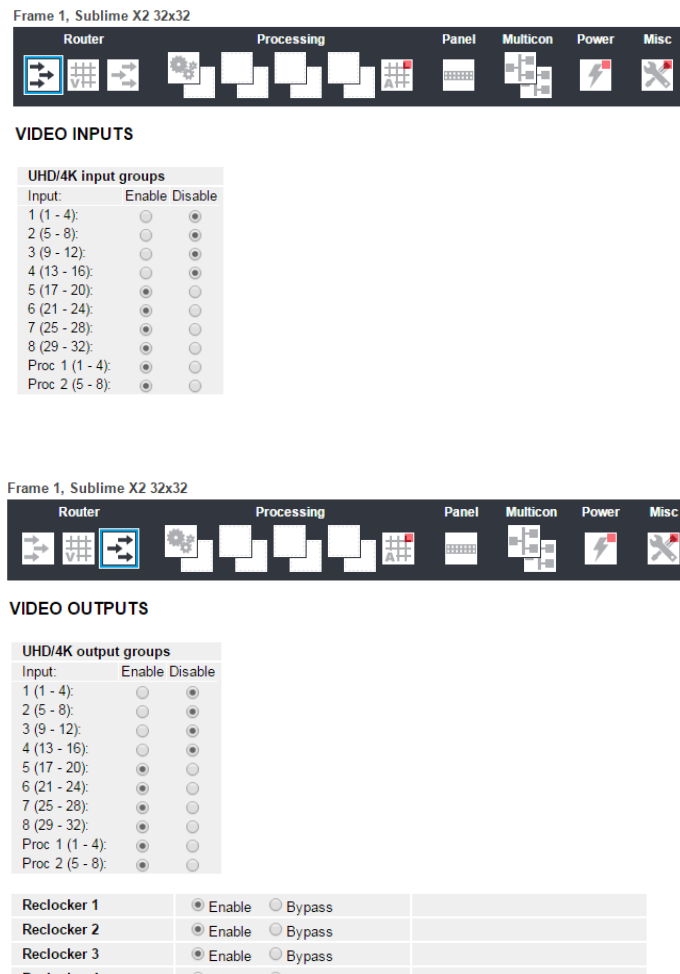 Frame 1, Sublime X2 32x32
Router Processing Panel Multicon Power Misc
V A
VIDEO INPUTS
UHD/4K input groups
Input: Enable Disable
1 (1 - 4):
2 (5 - 8):
3 (9 - 12):
4 (13 - 16):
5 (17 - 20):
6 (21 - 24):
7 (25 - 28):
8 (29 - 32):
Proc 1 (1 - 4):
Proc 2 (5 - 8):
Frame 1, Sublime X2 32x32
Router Processing Panel Multicon Power Misc
V A
VIDEO OUTPUTS
UHD/4K output groups
Input: Enable Disable
1 (1 - 4):
2 (5 - 8):
3 (9 - 12):
4 (13 - 16):
5 (17 - 20):
6 (21 - 24):
7 (25 - 28):
8 (29 - 32):
Proc 1 (1 - 4):
Proc 2 (5 - 8):
Reclocker 1 Enable Bypass
Reclocker 2 Enable Bypass
Reclocker 3 Enable Bypass